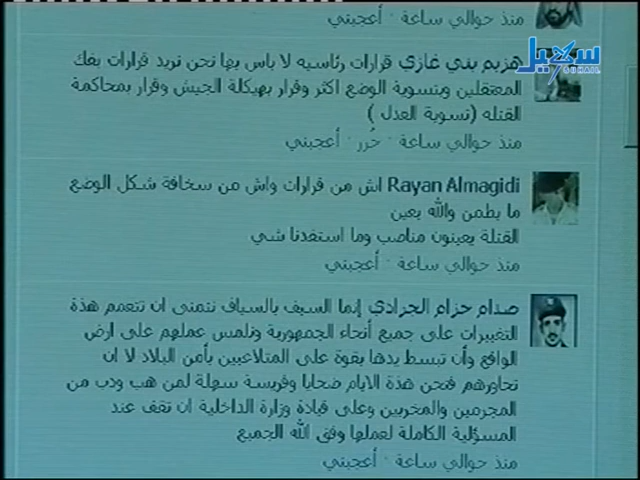 منذ حوالي ساعة · أعجبني
سهيل
SUHAIL
هزيم بني غازي قرارات رئاسيه لا باس بها نحن نريد قرارات بفك
المعتقلين وبتسوية الوضع اكثر وقرار بهيكلة الجيش وقرار بمحاكمة
القتله (تسوية العدل )
منذ حوالي ساعة · حُرر · أعجبني
Rayan Almagidi اش من قرارات واش من سخافة شكل الوضع
ما يطمن والله يعين
القتلة يعينون مناصب وما استفدنا شي
منذ حوالي ساعة · أعجبني
صدام حزام الجرادي إنما السيف بالسياف نتمنى ان تتعمم هذة
التغييرات على جميع أنحاء الجمهورية ونلمس عملهم على ارض
الواقع وأن تبسط يدها بقوة على المتلاعبين بأمن البلاد لا ان
تحاورهم فنحن هذة الايام ضحايا وفريسة سهلة لمن هب ودب من
المجرمين والمخربين وعلى قيادة وزارة الداخلية ان تقف عند
المسؤلية الكاملة لعملها وفق الله الجميع
منذ حوالي ساعة · أعجبني